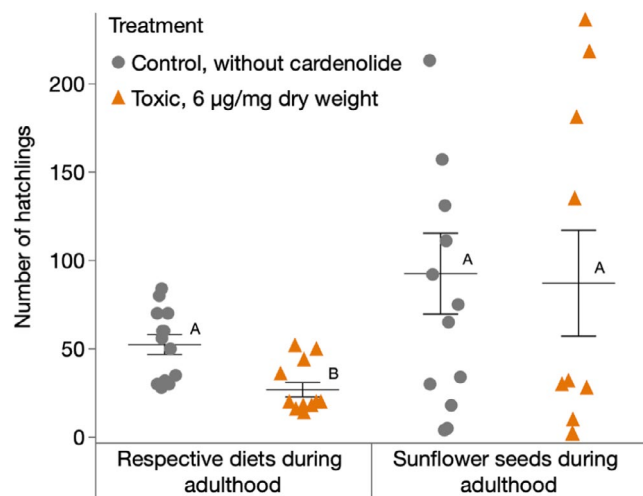 Treatment
Control, without cardenolide
Toxic, 6 µg/mg dry weight
Number of hatchlings
200
150
100
50
0
A
B
A
A
Respective diets during
adulthood
Sunflower seeds during
adulthood